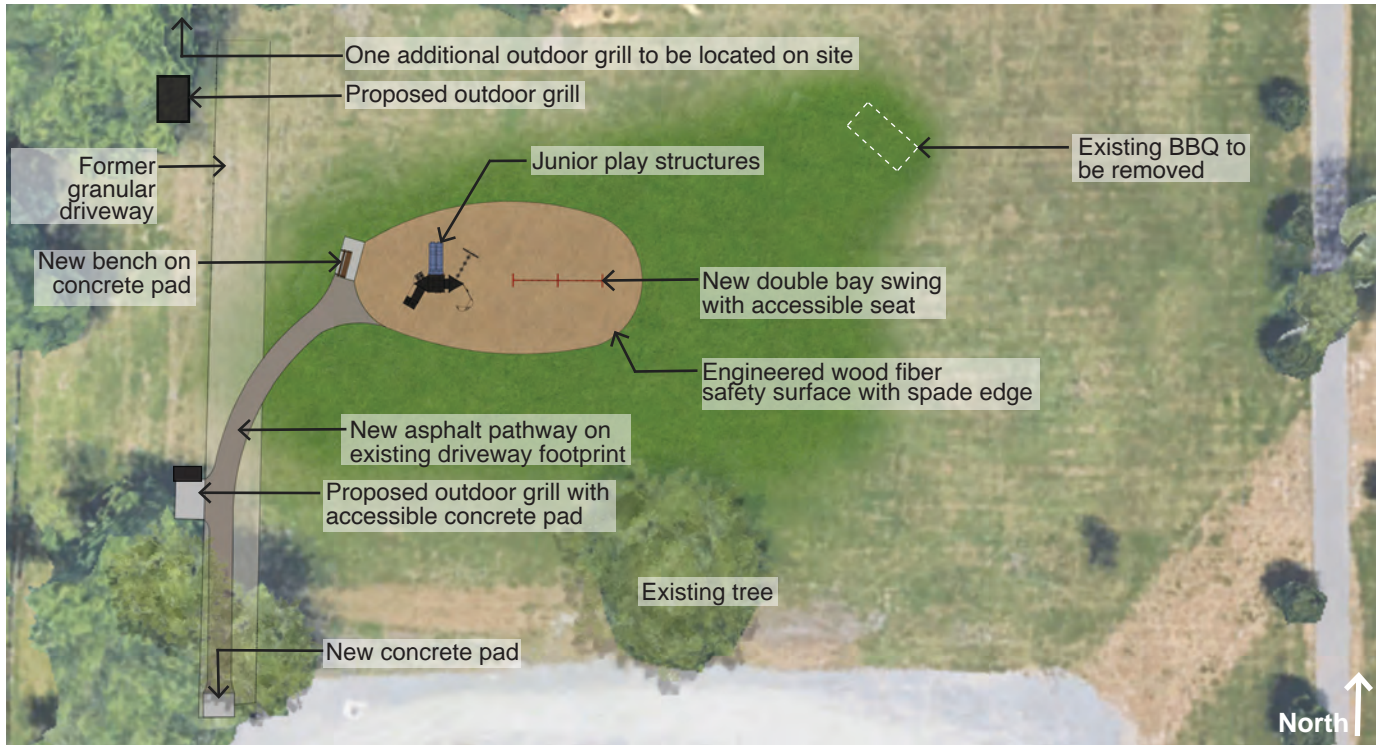 One additional outdoor grill to be located on site
Proposed outdoor grill
Former
granular
driveway
Junior play structures
Existing BBQ to
be removed
New bench on
concrete pad
New double bay swing
with accessible seat
Engineered wood fiber
safety surface with spade edge
New asphalt pathway on
existing driveway footprint
Proposed outdoor grill with
accessible concrete pad
Existing tree
New concrete pad
North